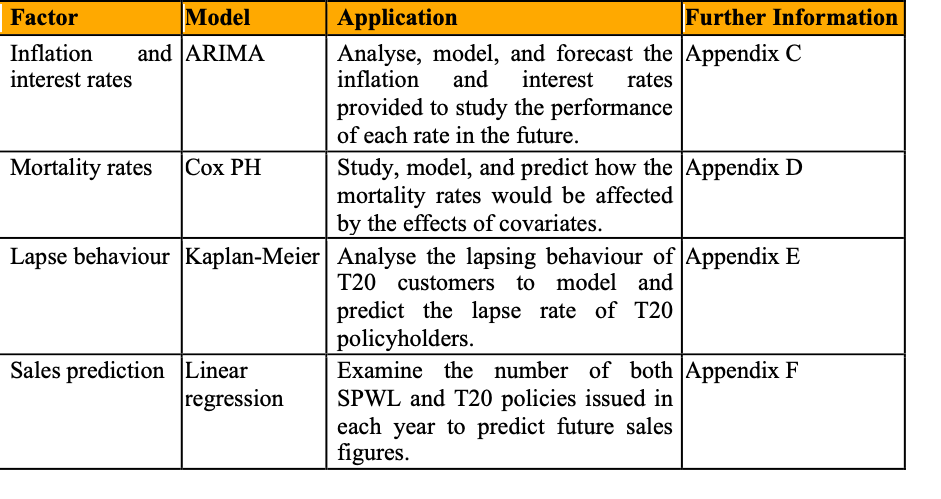 Factor Model Application Further Information
Inflation and interest rates ARIMA Analyse, model, and forecast the Appendix C
inflation and interest rates
provided to study the performance
of each rate in the future.
Mortality rates Cox PH Study, model, and predict how the Appendix D
mortality rates would be affected
by the effects of covariates.
Lapse behaviour Kaplan-Meier Analyse the lapsing behaviour of Appendix E
T20 customers to model and
predict the lapse rate of T20
policyholders.
Sales prediction Linear regression Examine the number of both Appendix F
SPWL and T20 policies issued in
each year to predict future sales
figures.